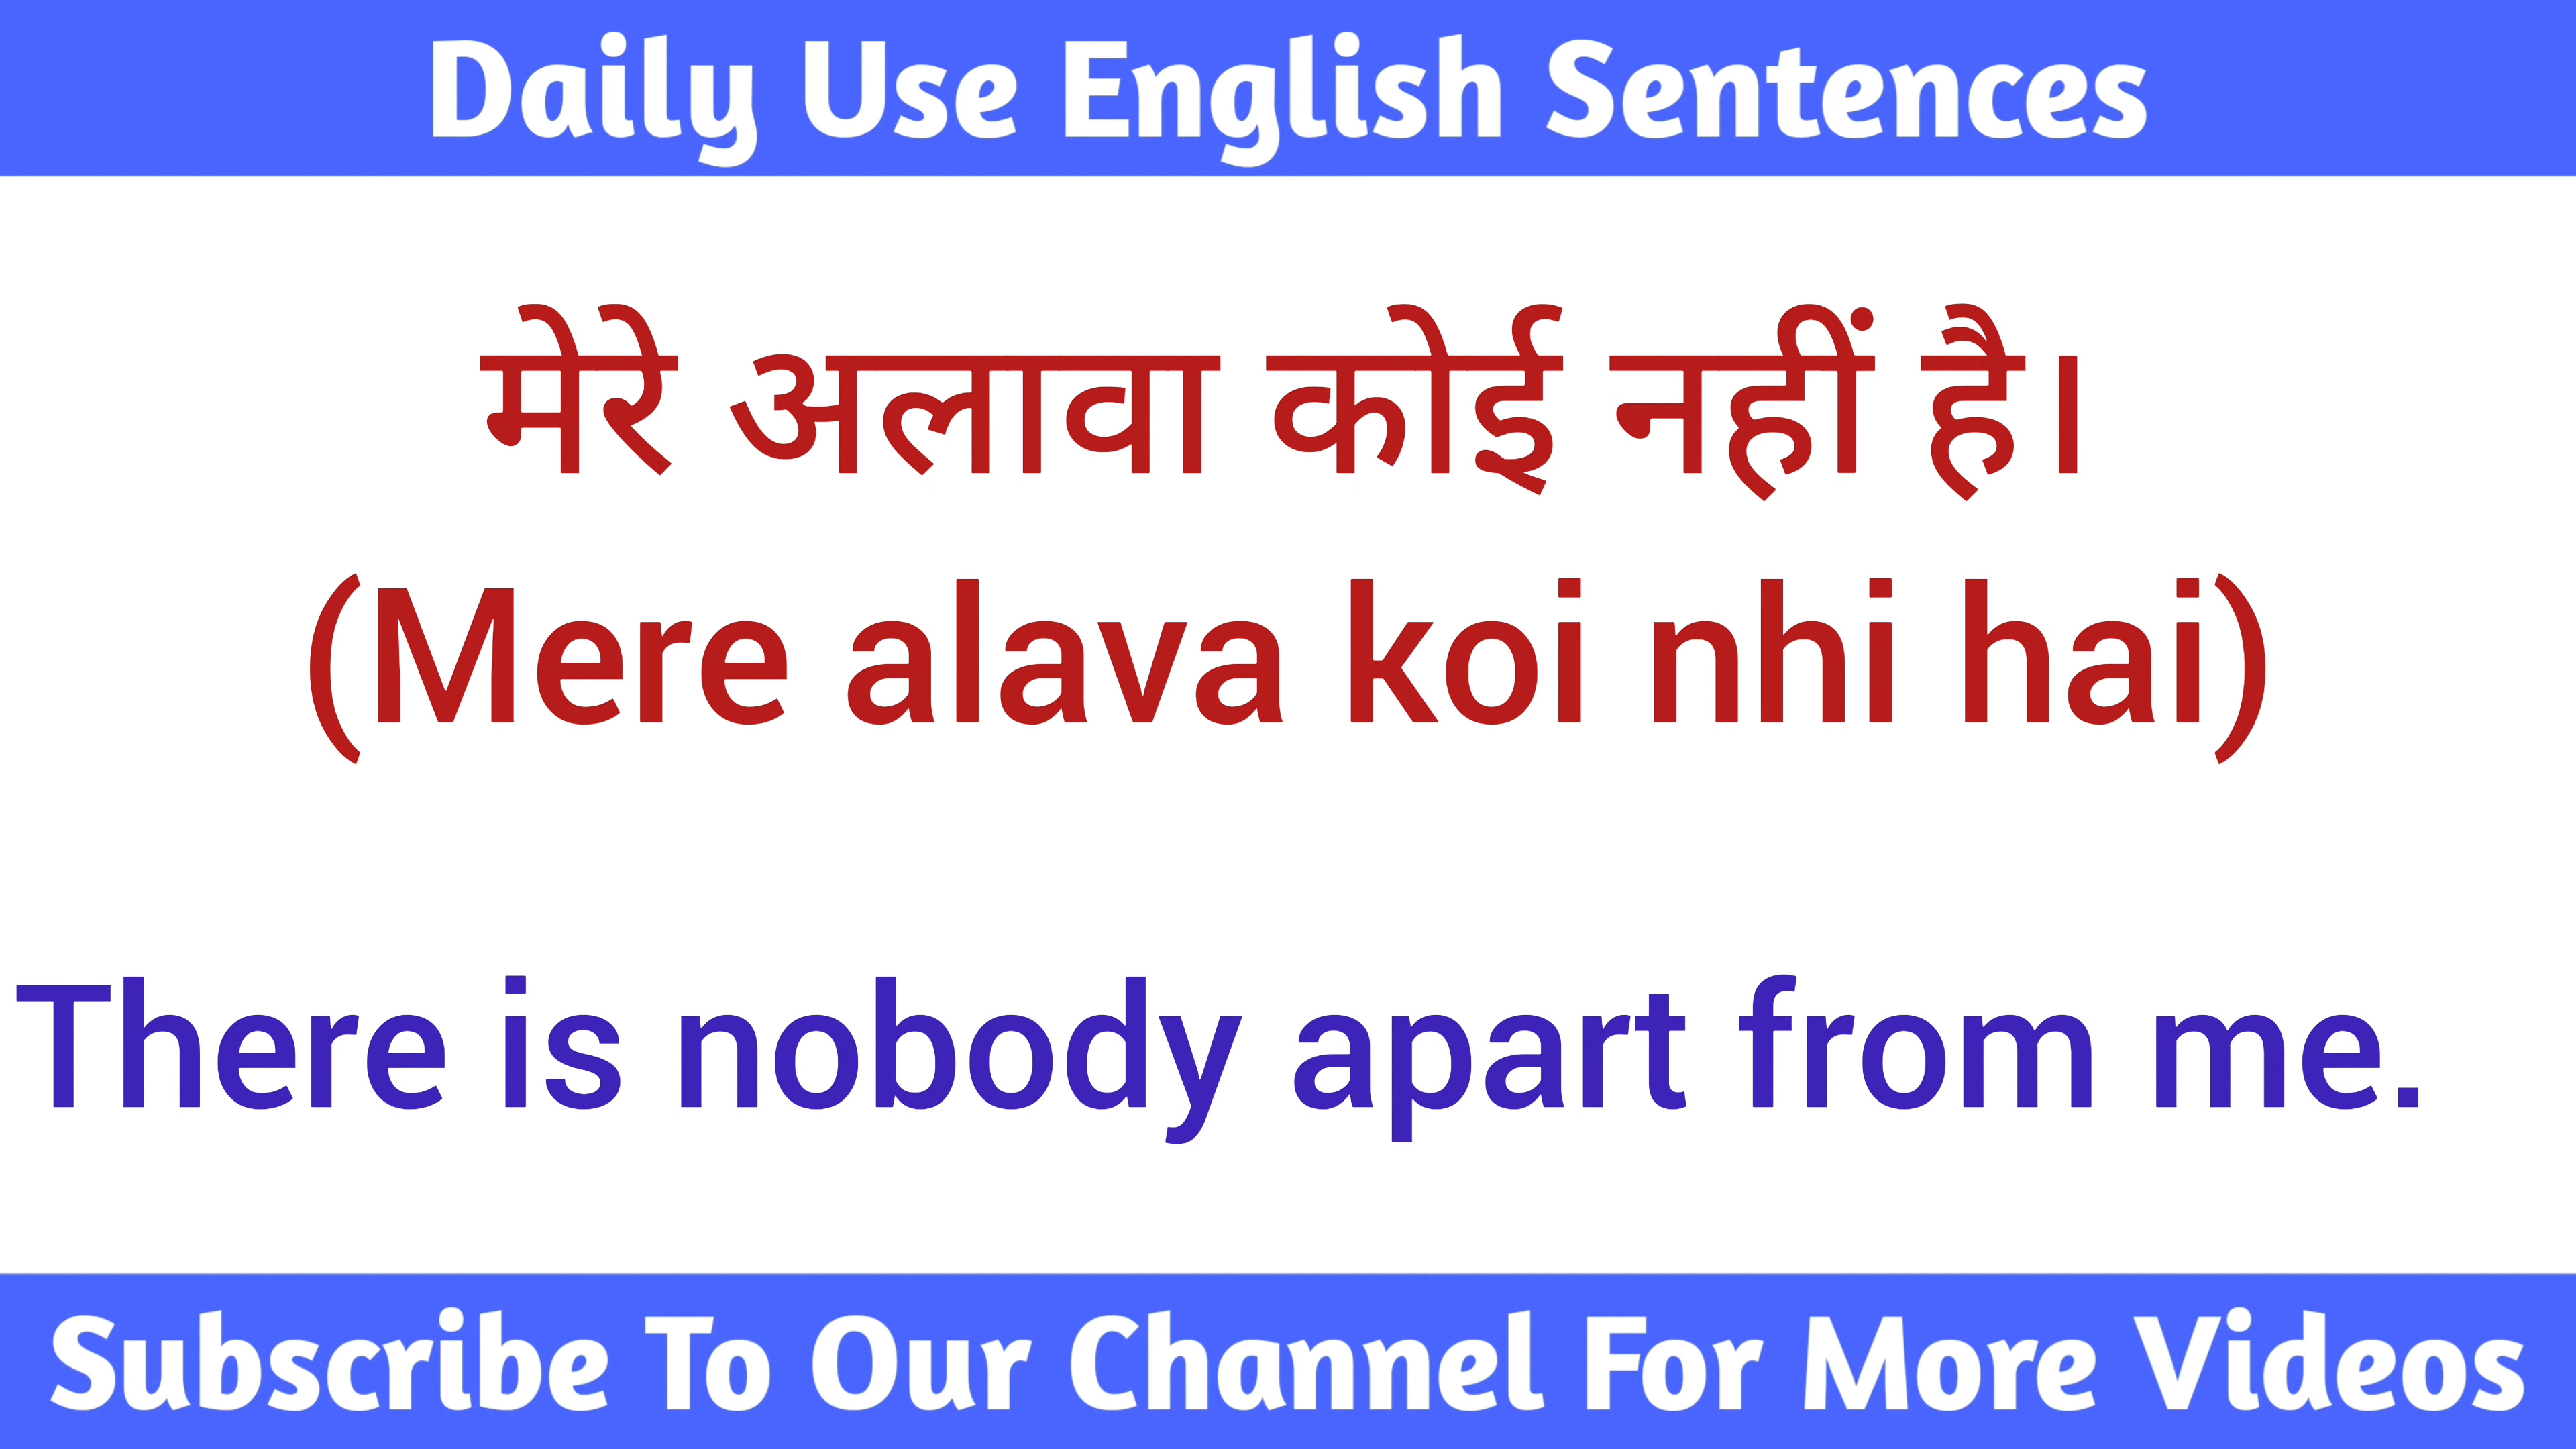 Daily Use English Sentences
मेरे अलावा कोई नहीं है।
(Mere alava koi nhi hai)
There is nobody apart from me.
Subscribe To Our Channel For More Videos